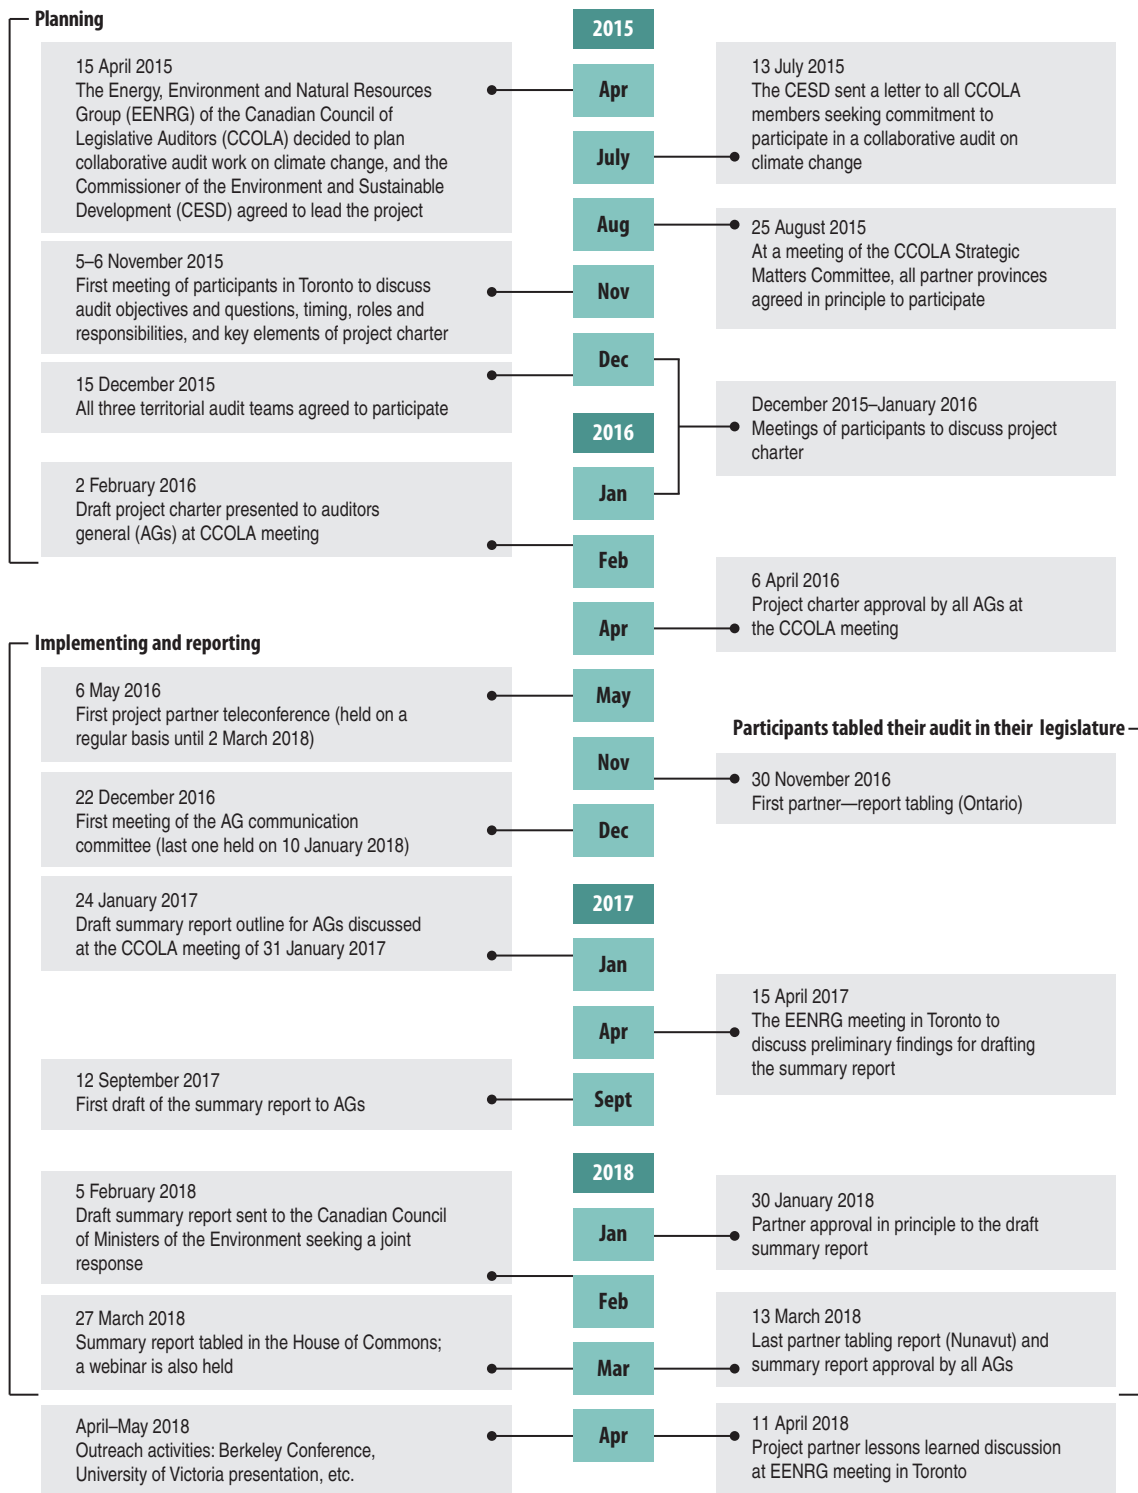 Planning
2015
15 April 2015
The Energy, Environment and Natural Resources
Group (EENRG) of the Canadian Council of
Legislative Auditors (CCOLA) decided to plan
collaborative audit work on climate change, and the
Commissioner of the Environment and Sustainable
Development (CESD) agreed to lead the project
Apr
13 July 2015
The CESD sent a letter to all CCOLA
members seeking commitment to
participate in a collaborative audit on
climate change
July
Aug
25 August 2015
At a meeting of the CCOLA Strategic
Matters Committee, all partner provinces
agreed in principle to participate
5–6 November 2015
First meeting of participants in Toronto to discuss
audit objectives and questions, timing, roles and
responsibilities, and key elements of project charter
Nov
Dec
15 December 2015
All three territorial audit teams agreed to participate
December 2015–January 2016
Meetings of participants to discuss project
charter
2016
Jan
2 February 2016
Draft project charter presented to auditors
general (AGs) at CCOLA meeting
Feb
6 April 2016
Project charter approval by all AGs at
the CCOLA meeting
Apr
Implementing and reporting
6 May 2016
First project partner teleconference (held on a
regular basis until 2 March 2018)
May
Participants tabled their audit in their legislature
Nov
30 November 2016
First partner—report tabling (Ontario)
22 December 2016
First meeting of the AG communication
committee (last one held on 10 January 2018)
Dec
24 January 2017
Draft summary report outline for AGs discussed
at the CCOLA meeting of 31 January 2017
2017
Jan
15 April 2017
The EENRG meeting in Toronto to
discuss preliminary findings for drafting
the summary report
Apr
12 September 2017
First draft of the summary report to AGs
Sept
2018
5 February 2018
Draft summary report sent to the Canadian Council
of Ministers of the Environment seeking a joint
response
30 January 2018
Partner approval in principle to the draft
summary report
Jan
Feb
27 March 2018
Summary report tabled in the House of Commons;
a webinar is also held
13 March 2018
Last partner tabling report (Nunavut) and
summary report approval by all AGs
Mar
April–May 2018
Outreach activities: Berkeley Conference,
University of Victoria presentation, etc.
Apr
11 April 2018
Project partner lessons learned discussion
at EENRG meeting in Toronto